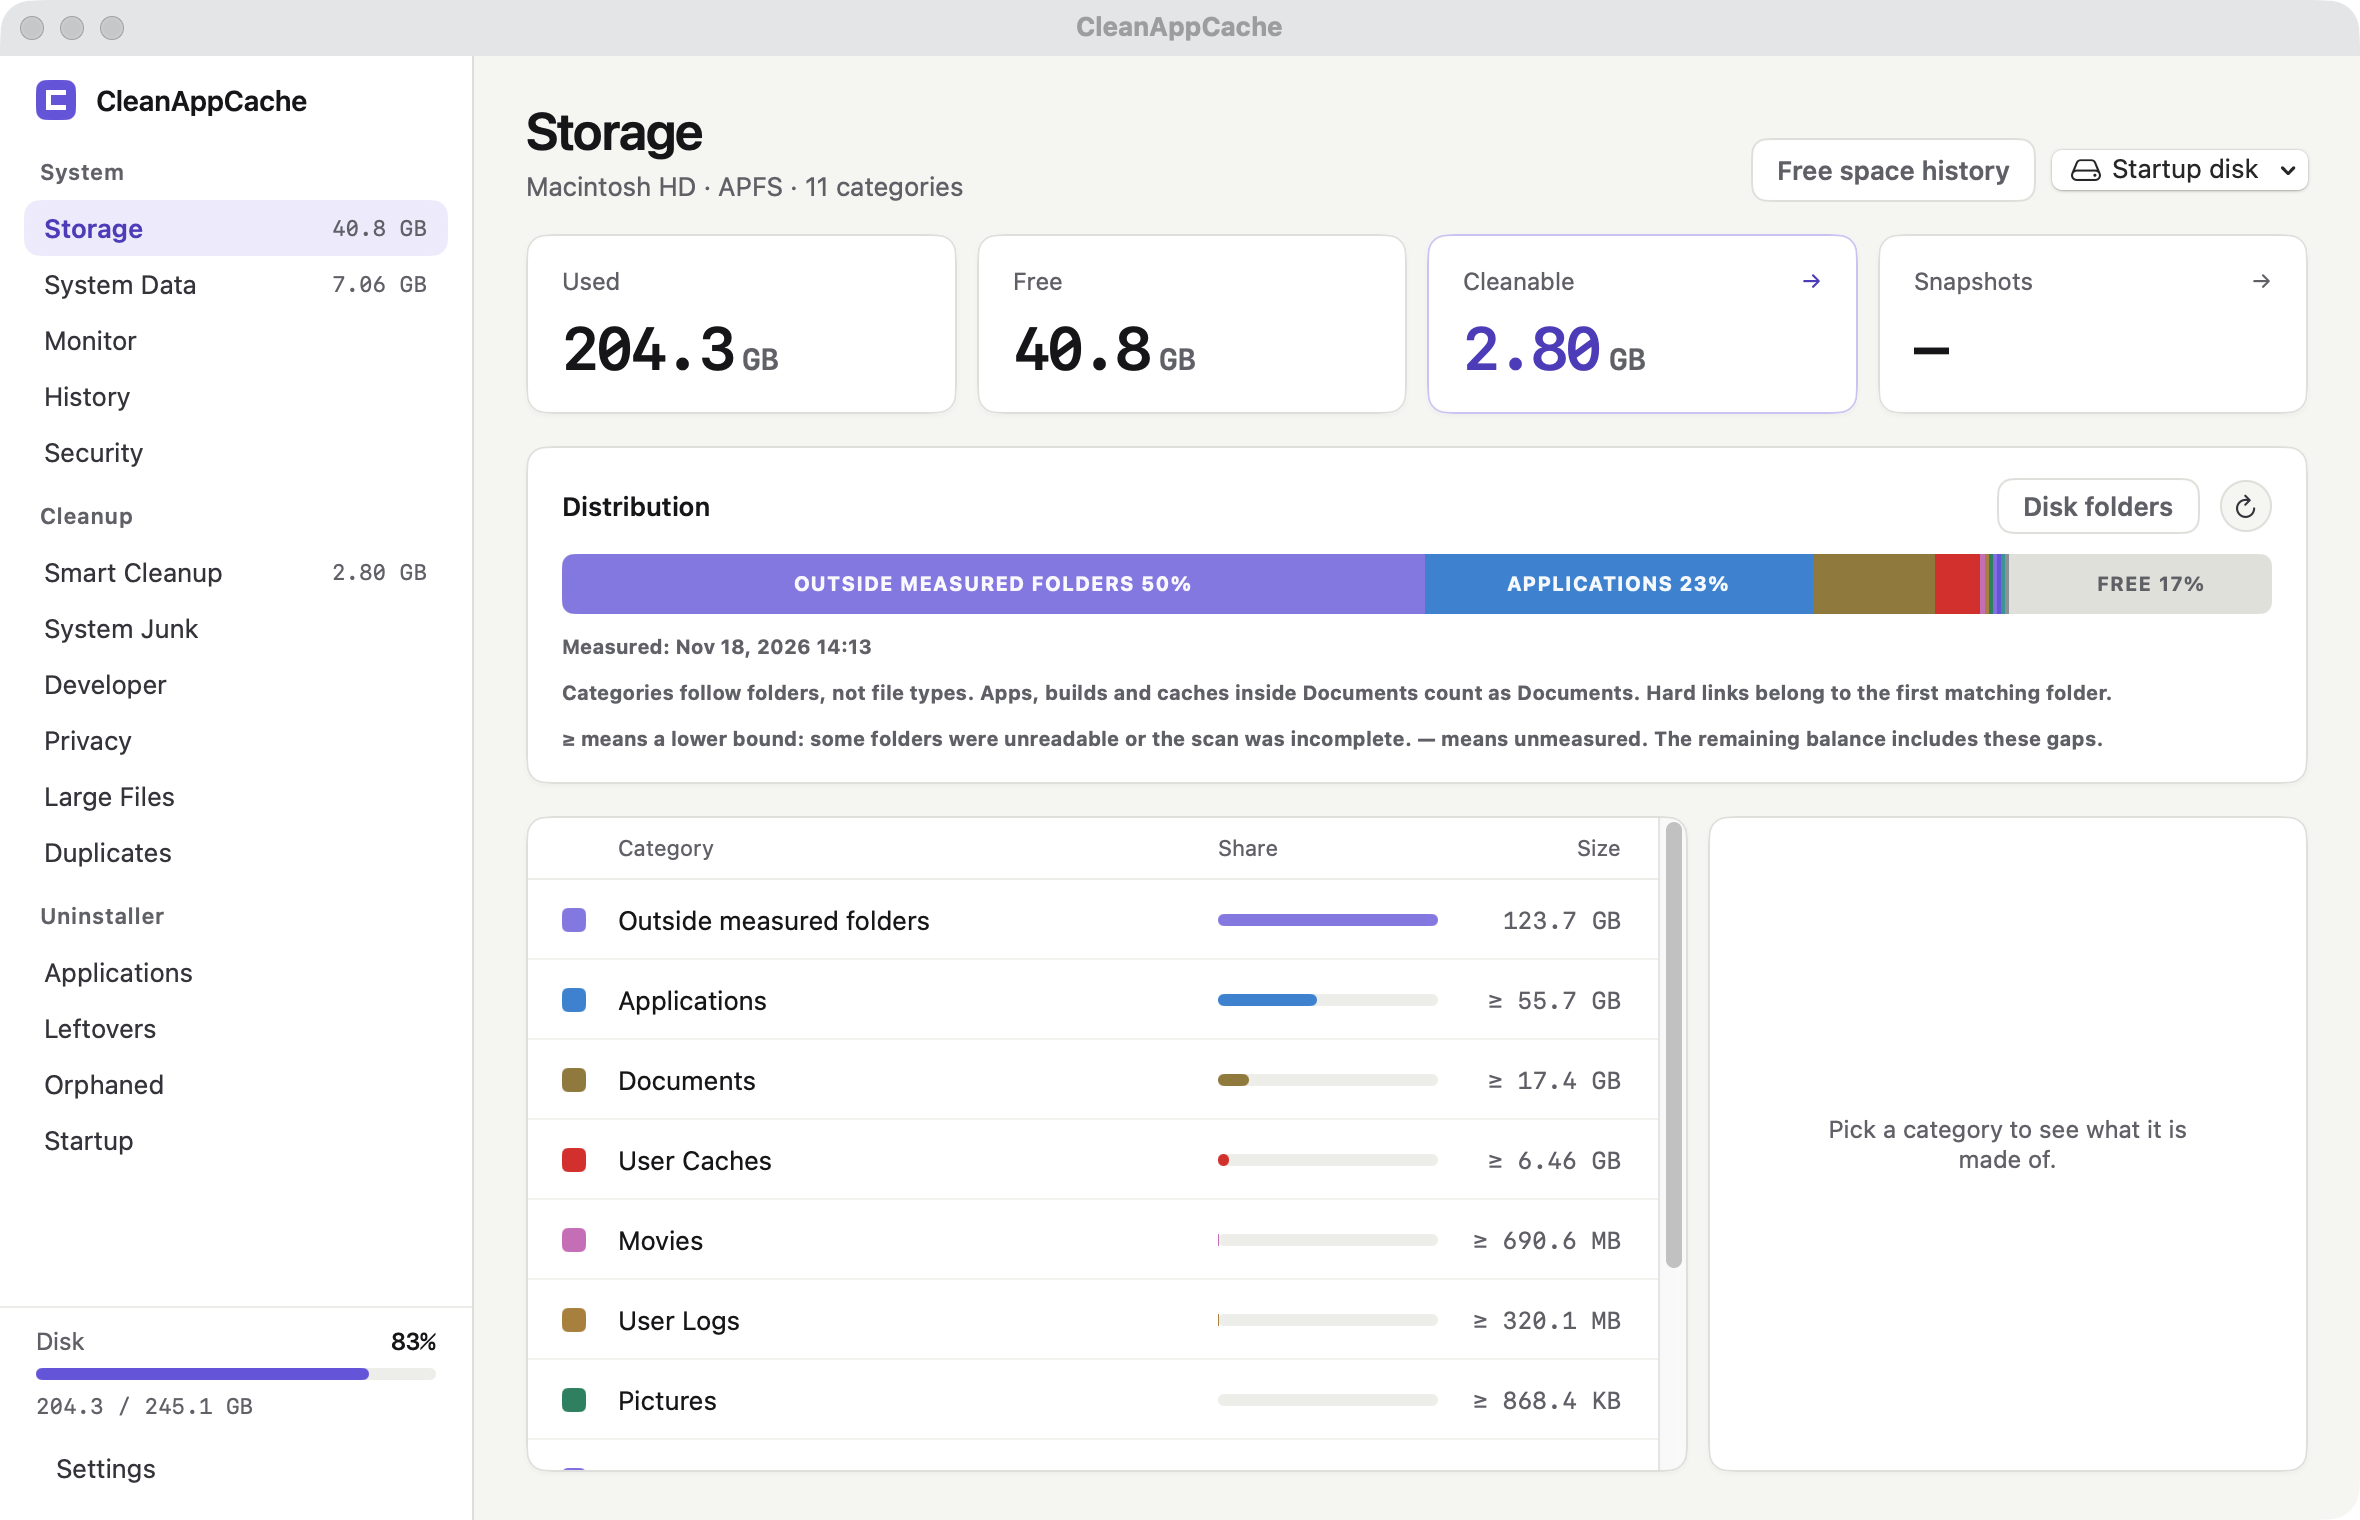 CleanAppCache
CleanAppCache
System
Storage 40.8 GB
System Data 7.06 GB
Monitor
History
Security
Cleanup
Smart Cleanup 2.80 GB
System Junk
Developer
Privacy
Large Files
Duplicates
Uninstaller
Applications
Leftovers
Orphaned
Startup
Disk 83%
204.3 / 245.1 GB
Settings
Storage
Macintosh HD · APFS · 11 categories
Free space history
Startup disk
Used
204.3 GB
Free
40.8 GB
Cleanable →
2.80 GB
Snapshots →
—
Distribution
Disk folders
OUTSIDE MEASURED FOLDERS 50% APPLICATIONS 23% FREE 17%
Measured: Nov 18, 2026 14:13
Categories follow folders, not file types. Apps, builds and caches inside Documents count as Documents. Hard links belong to the first matching folder.
≥ means a lower bound: some folders were unreadable or the scan was incomplete. — means unmeasured. The remaining balance includes these gaps.
Category Share Size
Outside measured folders 123.7 GB
Applications ≥ 55.7 GB
Documents ≥ 17.4 GB
User Caches ≥ 6.46 GB
Movies ≥ 690.6 MB
User Logs ≥ 320.1 MB
Pictures ≥ 868.4 KB
Pick a category to see what it is
made of.